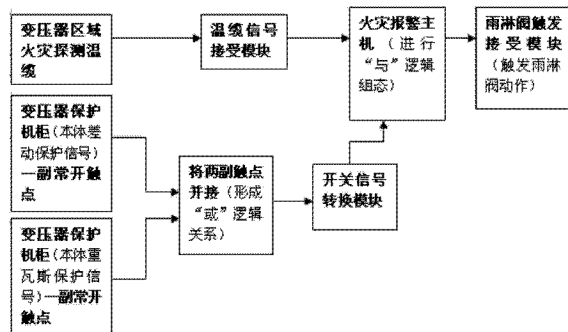 变压器区域
火灾探测温
缆
温缆信号
接受模块
火灾报警主
机（进行
“与”逻辑
组态）
雨淋阀触发
接受模块
（触发雨淋
阀动作）
变压器保护
机柜（本体差
动保护信号）
一副常开触
点
将两副触点
并接（形成
“或”逻辑
关系）
开关信号
转换模块
变压器保护
机柜（本体重
瓦斯保护信
号）一副常开
触点